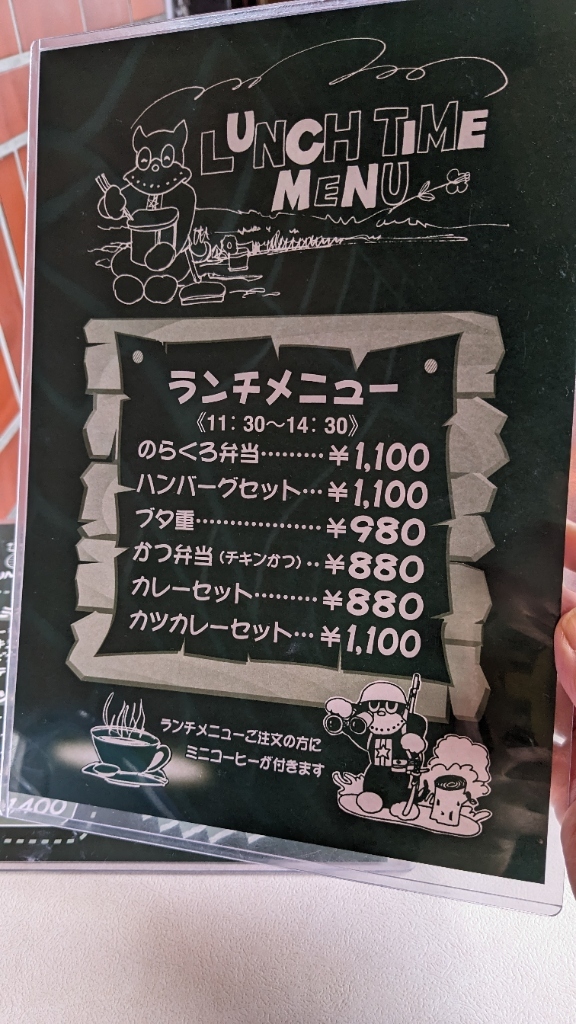 LUNCH TIME
MENU
ランチメニュー
《11：30〜14：30》
のらくろ弁当………¥1,100
ハンバーグセット…¥1,100
ブタ重………………¥980
かつ弁当（チキンかつ）‥¥880
カレーセット………¥880
カツカレーセット…¥1,100
ランチメニューご注文の方に
ミニコーヒーが付きます
1,400